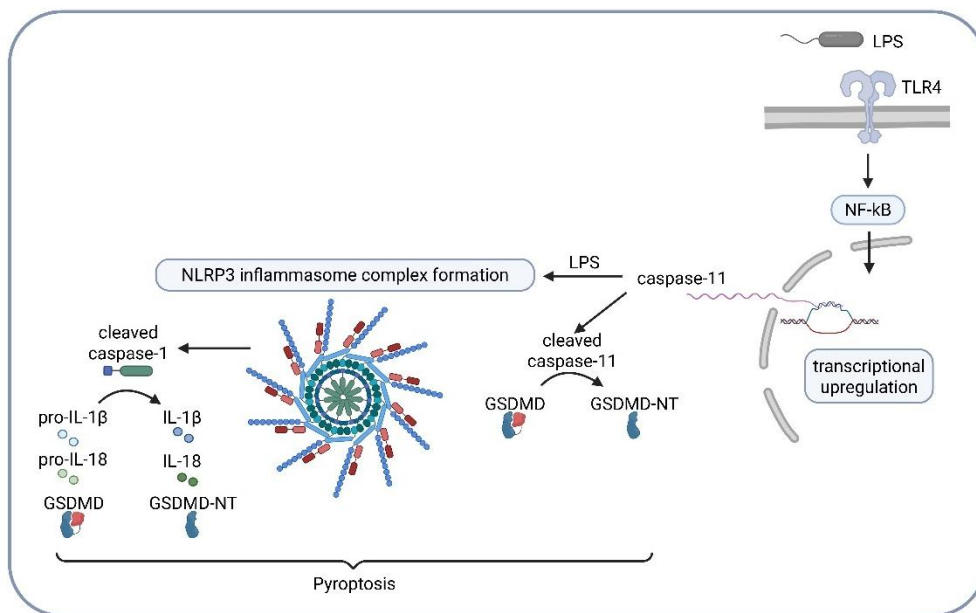 LPS
TLR4
NF-kB
NLRP3 inflammasome complex formation
LPS
caspase-11
cleaved
caspase-1
cleaved
caspase-11
transcriptional
upregulation
GSDMD
GSDMD-NT
pro-IL-1β
IL-1β
pro-IL-18
IL-18
GSDMD
GSDMD-NT
Pyroptosis